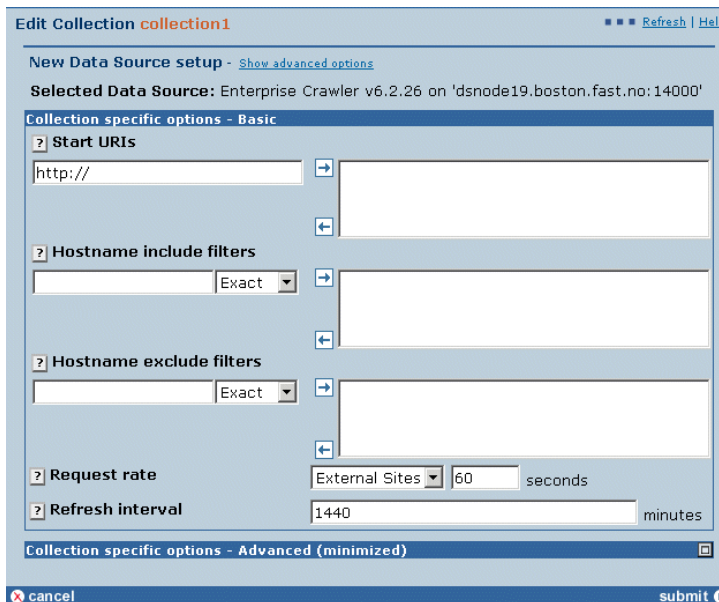 Edit Collection collection1
Refresh | Hel
New Data Source setup - Show advanced options
Selected Data Source: Enterprise Crawler v6.2.26 on 'dsnode19.boston.fast.no:14000'
Collection specific options - Basic
? Start URIs
http://
? Hostname include filters
Exact
? Hostname exclude filters
Exact
? Request rate External Sites 60 seconds
? Refresh interval 1440 minutes
Collection specific options - Advanced (minimized)
cancel submit